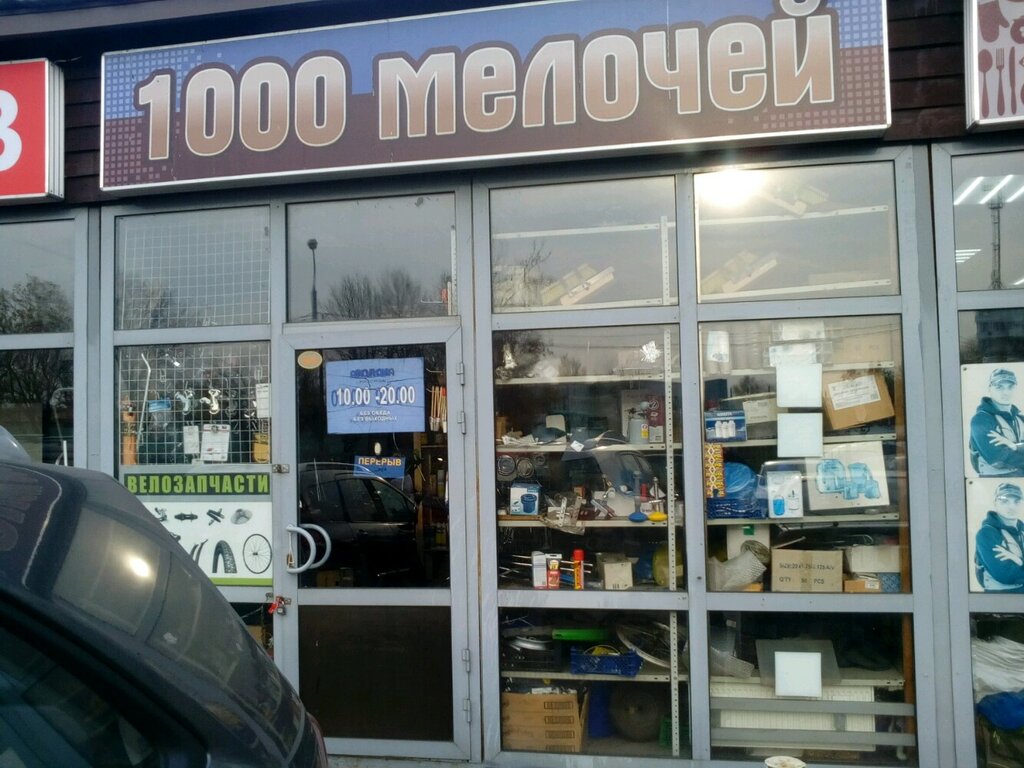 1000 мелочей
10.00 -20.00
БЕЗ ОБЕДА
БЕЗ ВЫХОДНЫХ
ПЕРЕРЫВ
ВЕЛОЗАПЧАСТИ